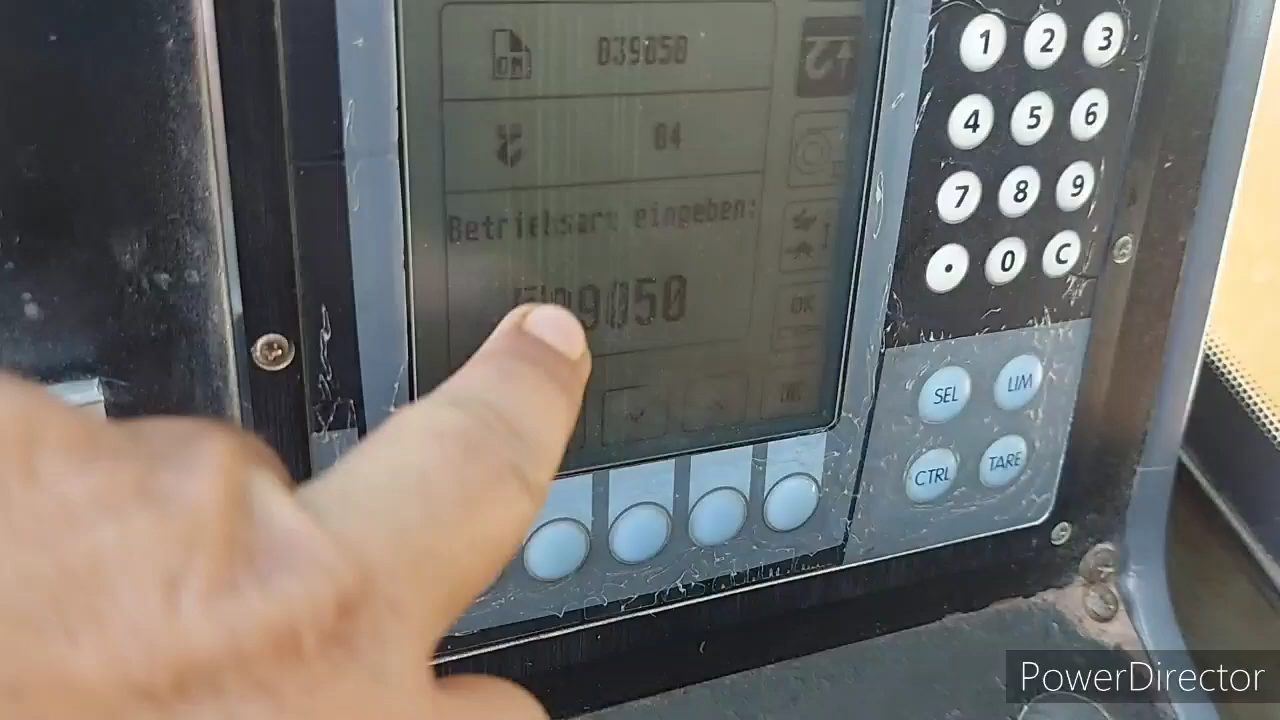 039050
04
Betriebsart eingeben:
9050
OK
1 2 3
4 5 6
7 8 9
• 0 C
SEL LIM
CTRL TARE
PowerDirector